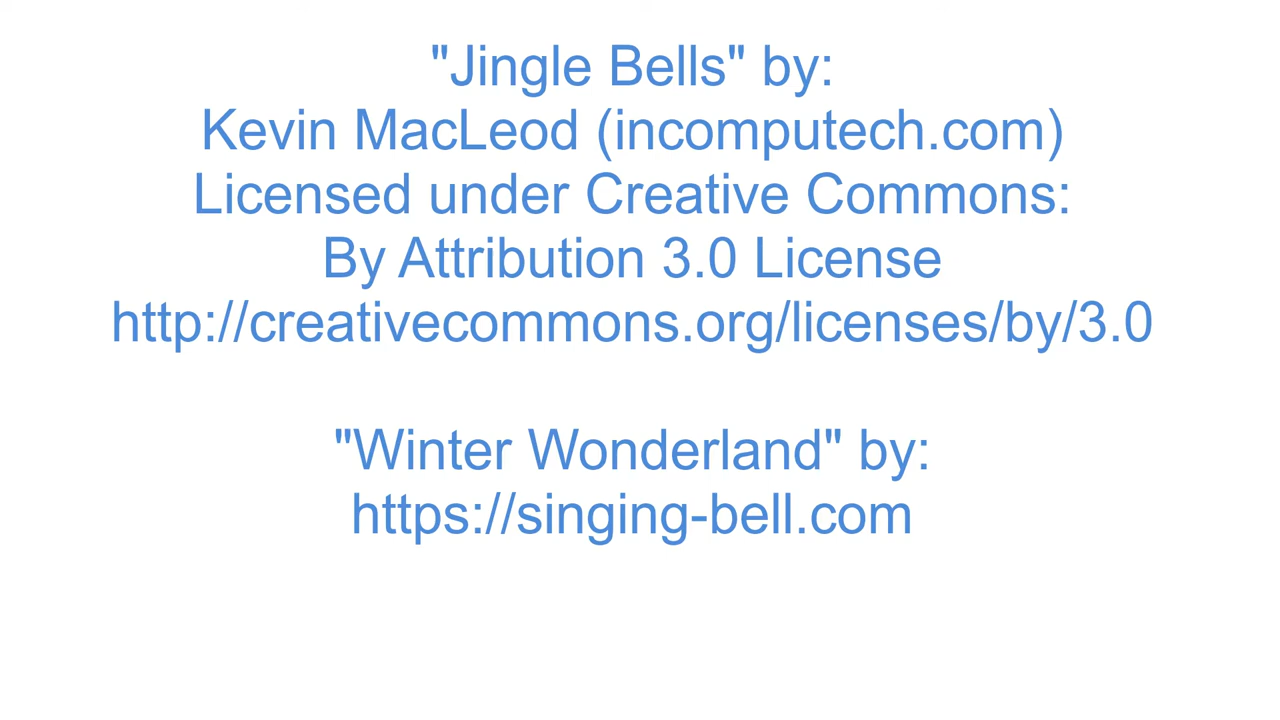 "Jingle Bells" by:
Kevin MacLeod (incomputech.com)
Licensed under Creative Commons:
By Attribution 3.0 License
http://creativecommons.org/licenses/by/3.0
"Winter Wonderland" by:
https://singing-bell.com